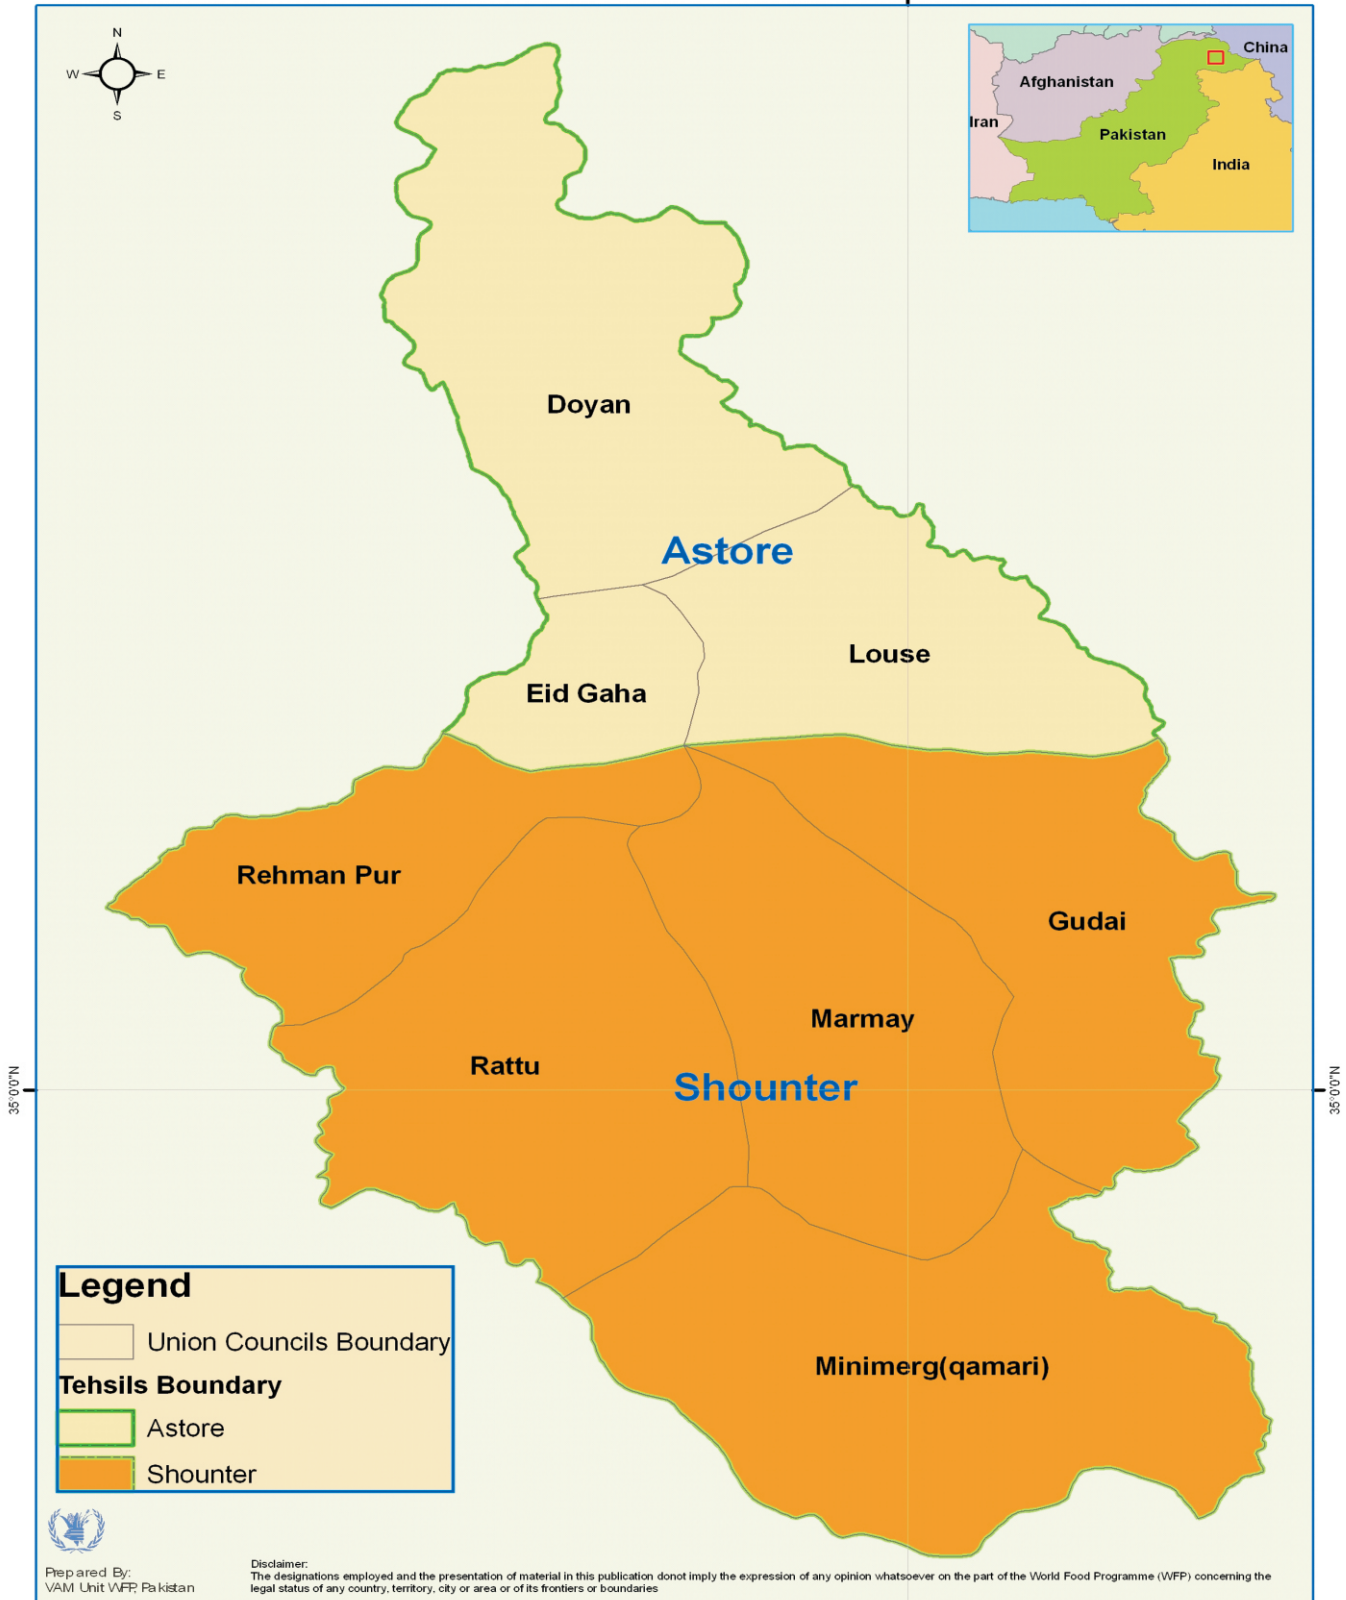 N
W E
S
China
Afghanistan
Iran
Pakistan
India
Doyan
Astore
Louse
Eid Gaha
Rehman Pur
Gudai
Marmay
Rattu
Shounter
35°0'0"N
35°0'0"N
Minimerg(qamari)
Legend
Union Councils Boundary
Tehsils Boundary
Astore
Shounter
Prepared By:
VAM Unit WFP, Pakistan
Disclaimer:
The designations employed and the presentation of material in this publication donot imply the expression of any opinion whatsoever on the part of the World Food Programme (WFP) concerning the
legal status of any country, territory, city or area or of its frontiers or boundaries